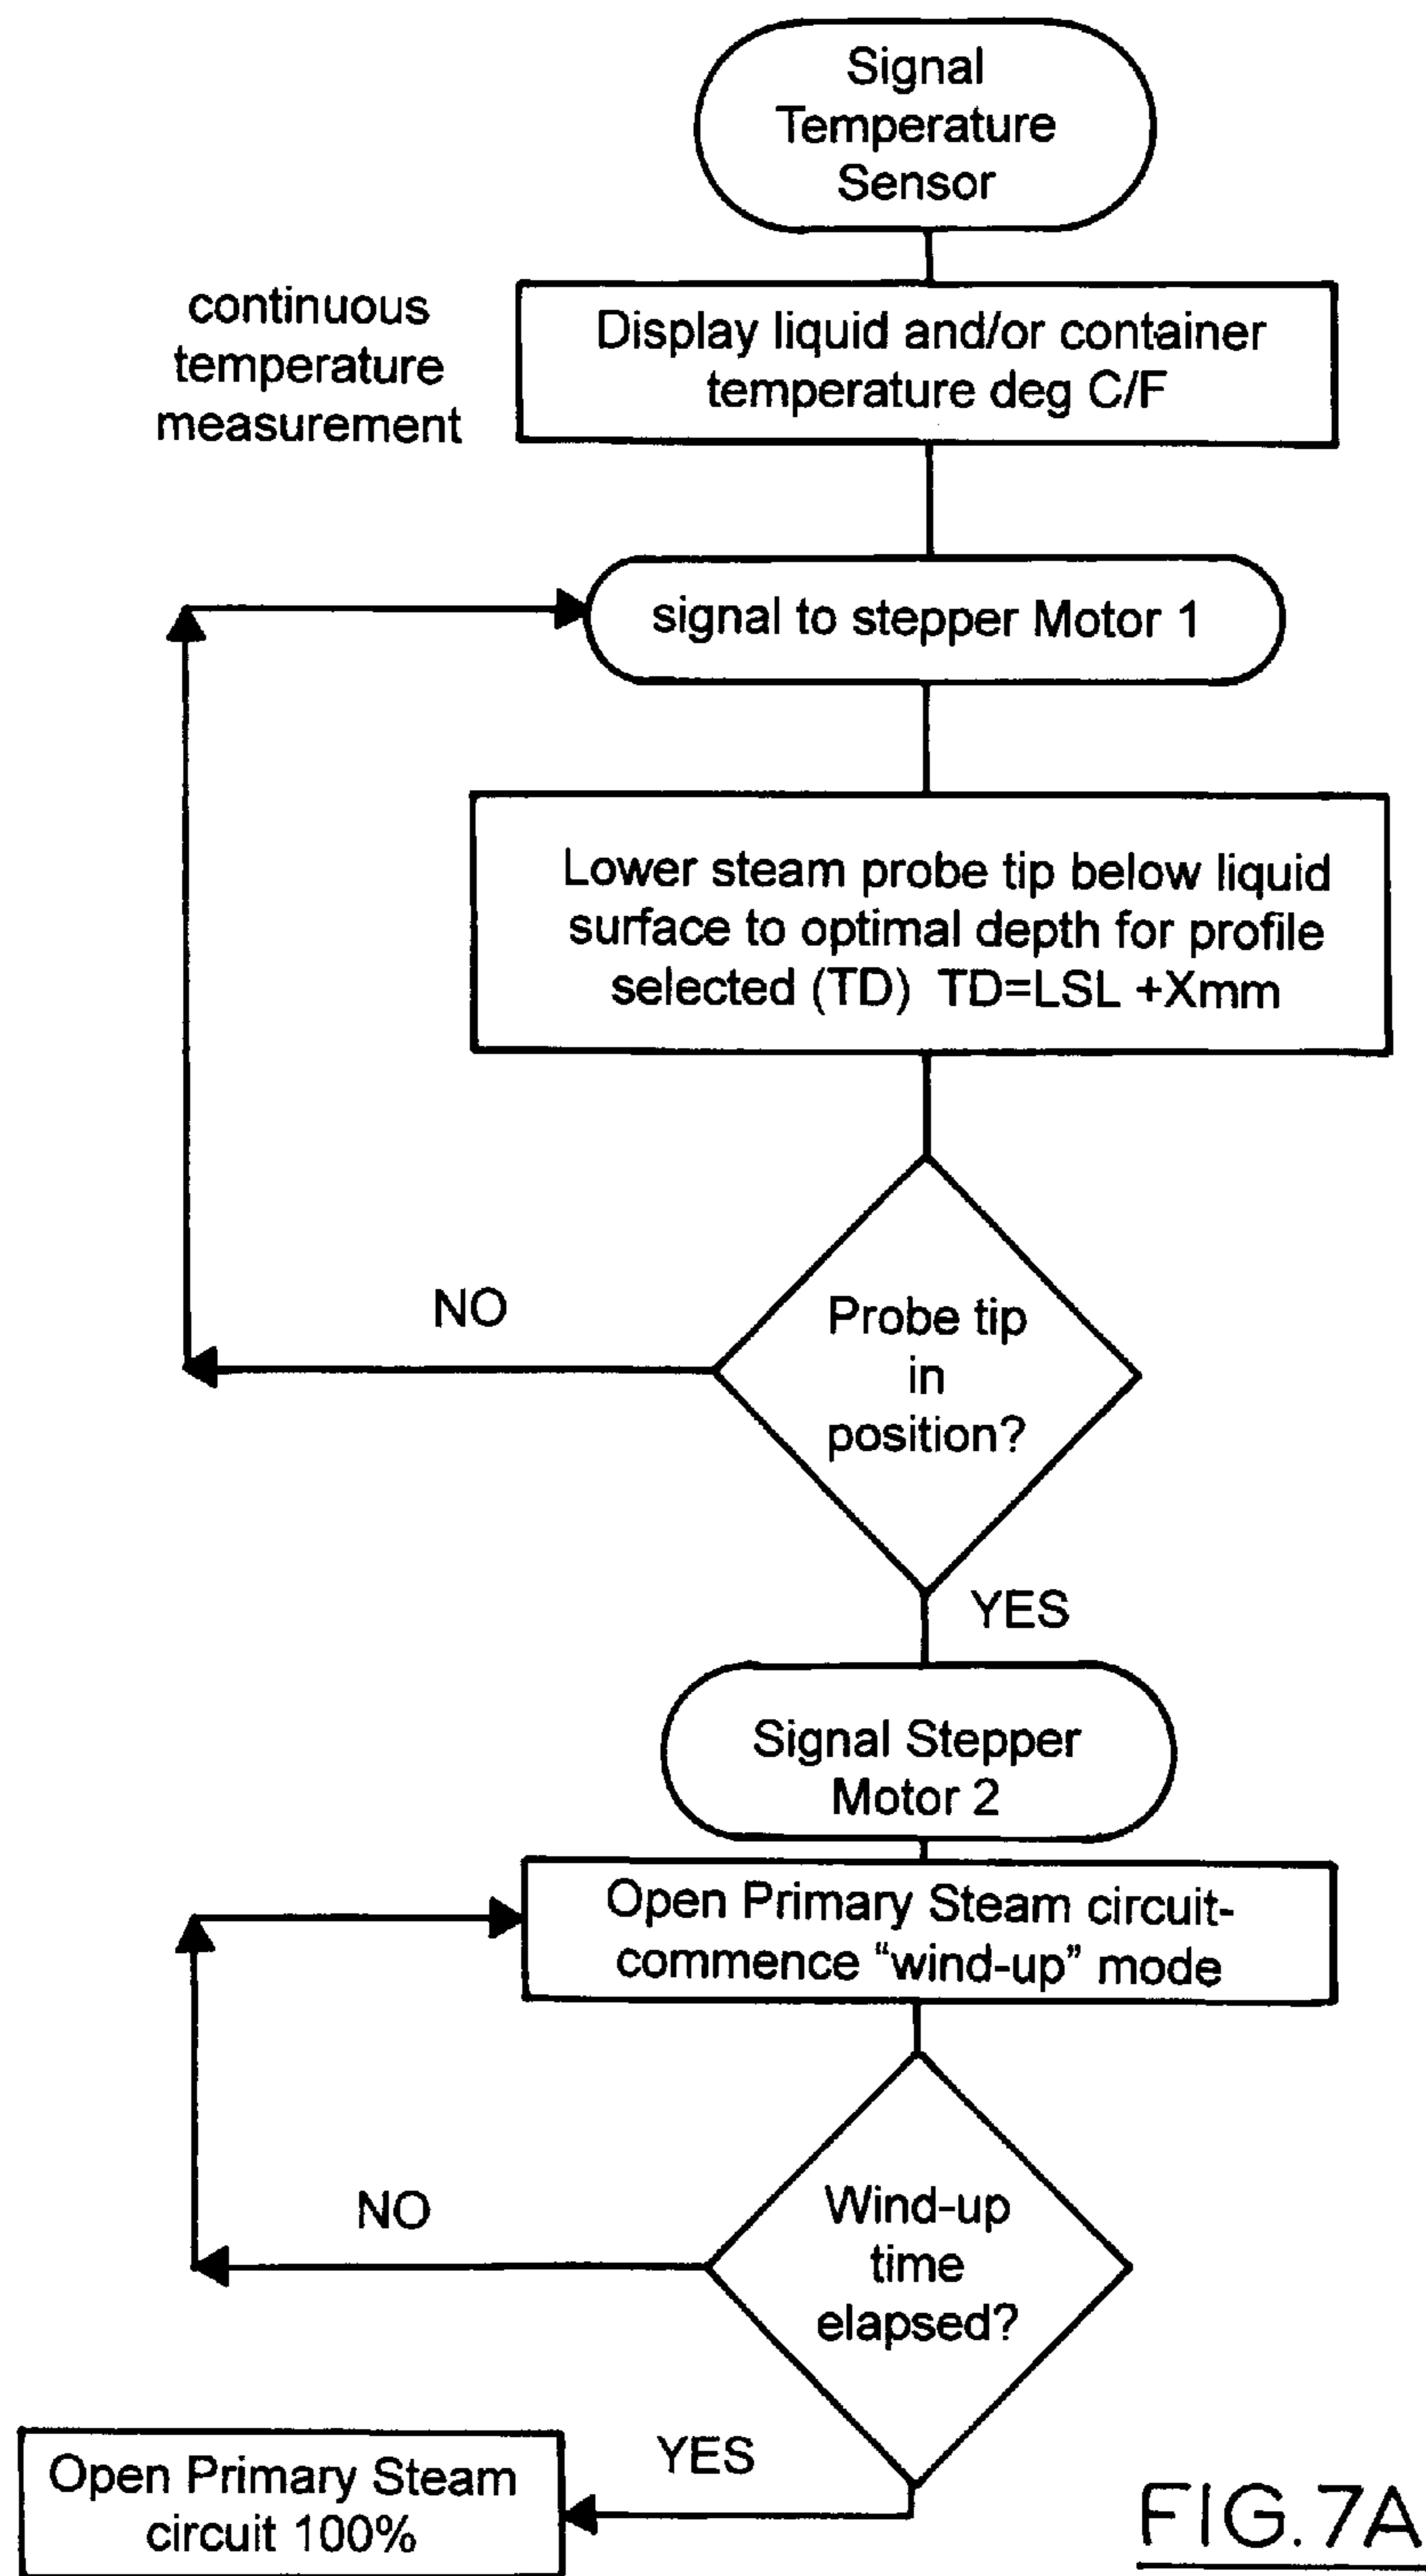 Signal
Temperature
Sensor
continuous
temperature
measurement
Display liquid and/or container
temperature deg C/F
signal to stepper Motor 1
Lower steam probe tip below liquid
surface to optimal depth for profile
selected (TD) TD=LSL +Xmm
NO
Probe tip
in
position?
YES
Signal Stepper
Motor 2
Open Primary Steam circuit-
commence “wind-up” mode
NO
Wind-up
time
elapsed?
YES
Open Primary Steam
circuit 100%
FIG. 7A